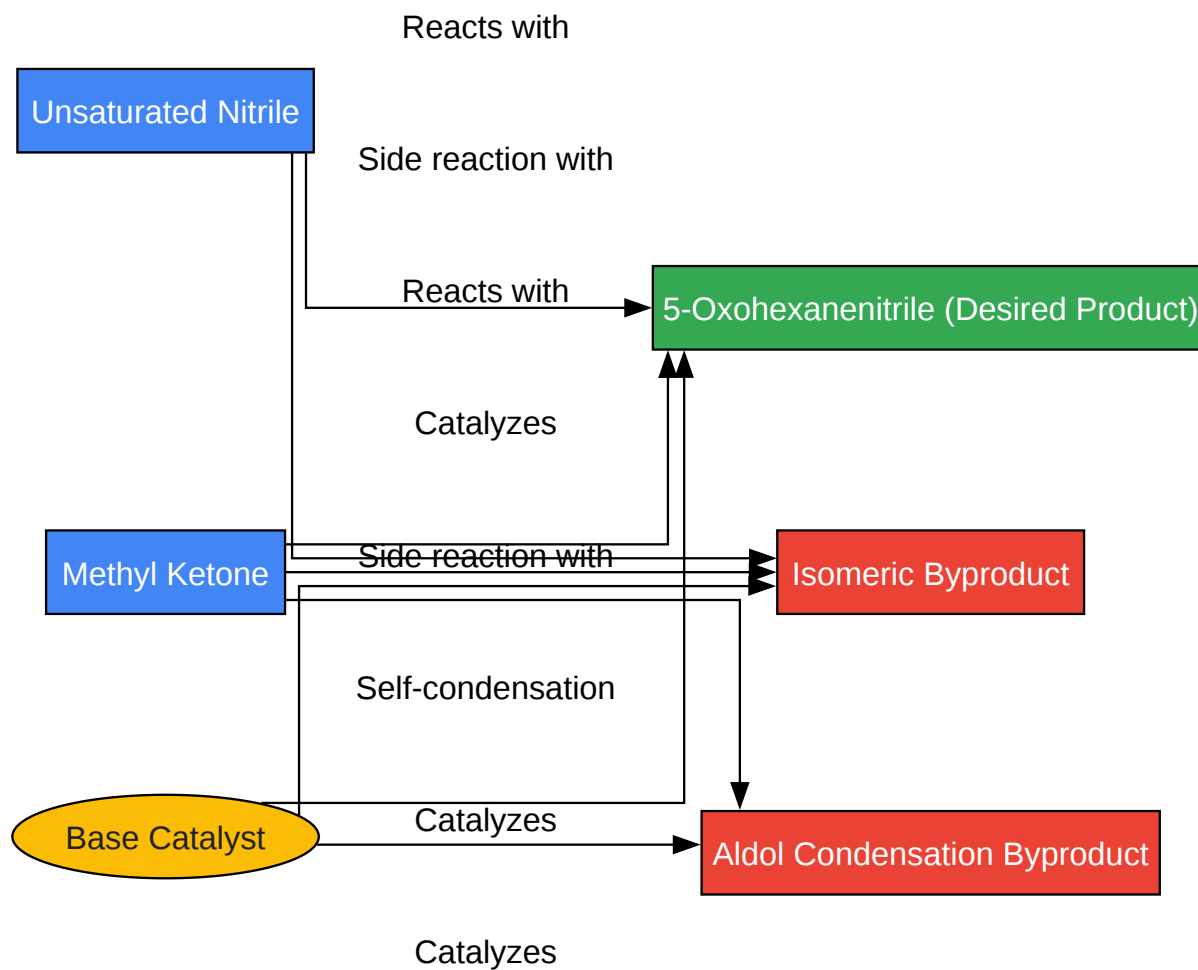 Reacts with
Unsaturated Nitrile
Side reaction with
Reacts with
5-Oxohexanenitrile (Desired Product)
Catalyzes
Side reaction with
Methyl Ketone
Isomeric Byproduct
Self-condensation
Catalyzes
Base Catalyst
Aldol Condensation Byproduct
Catalyzes